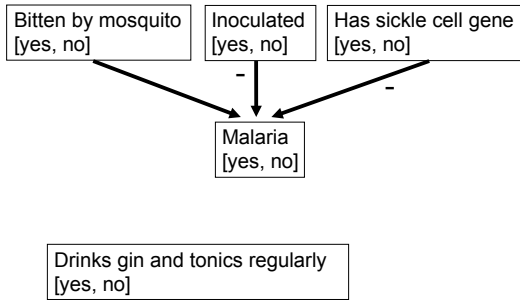 Bitten by mosquito
[yes, no]
Inoculated
[yes, no]
Has sickle cell gene
[yes, no]
-
-
Malaria
[yes, no]
Drinks gin and tonics regularly
[yes, no]